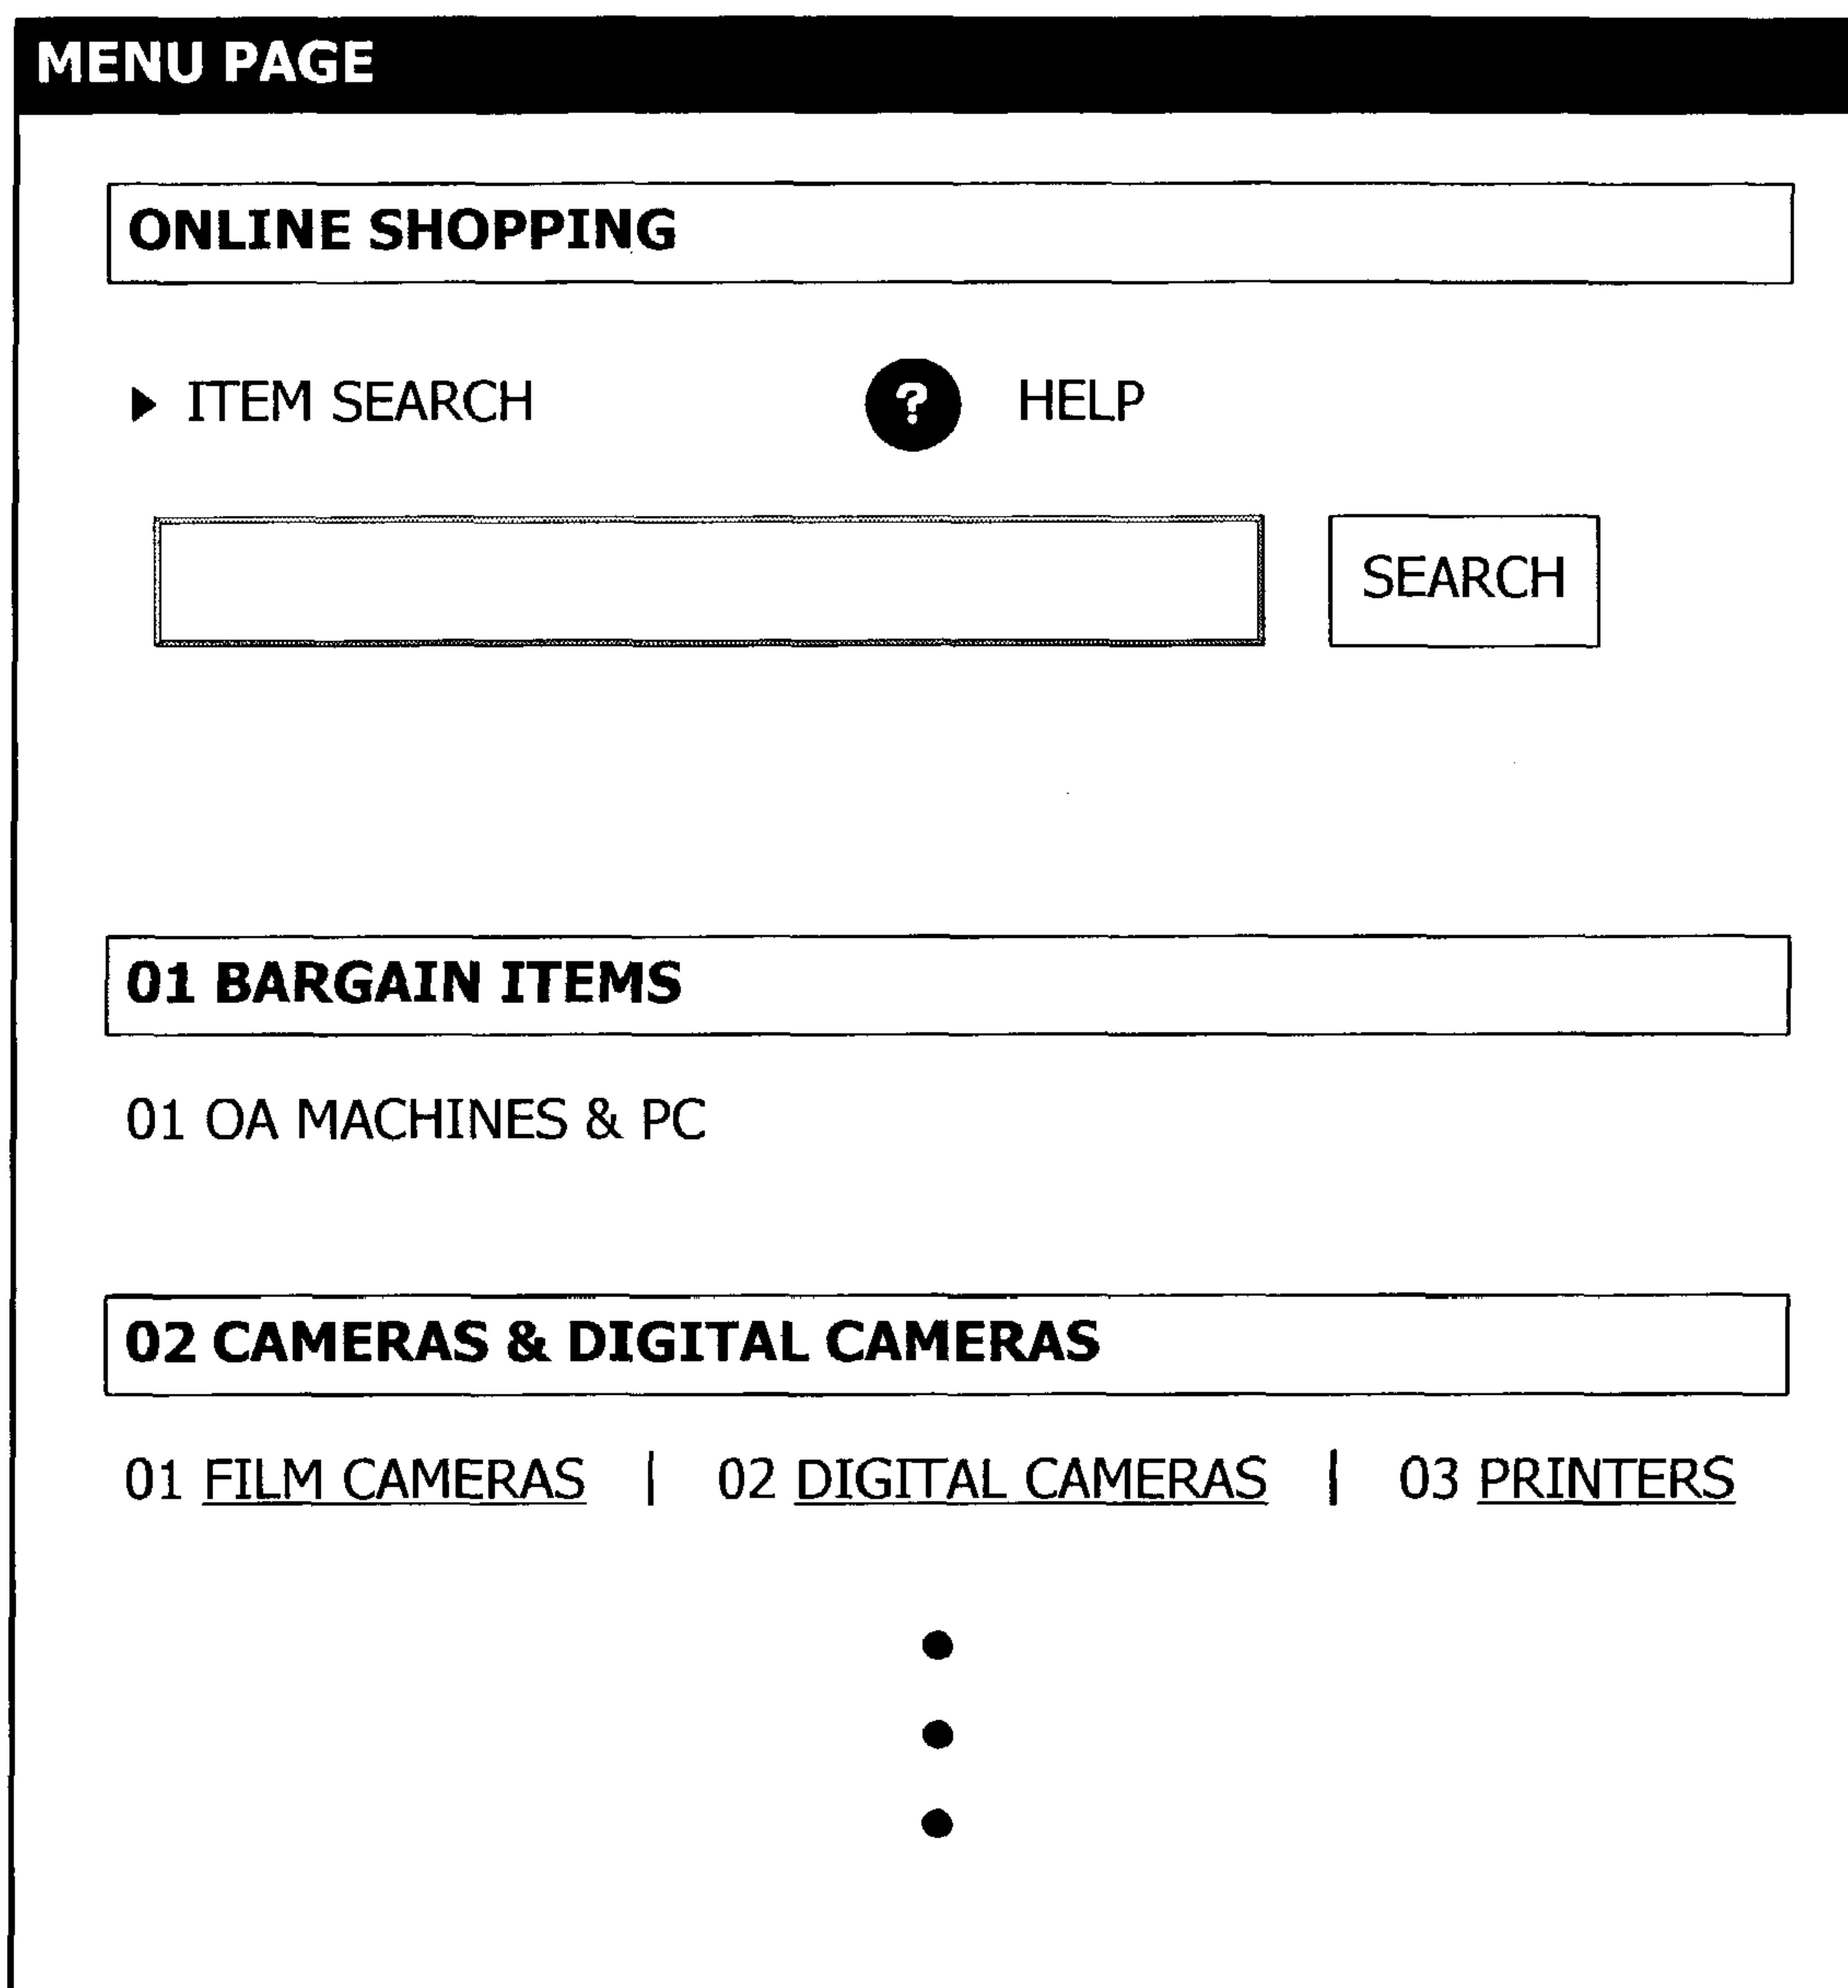 MENU PAGE
ONLINE SHOPPING
▶ ITEM SEARCH ? HELP
SEARCH
01 BARGAIN ITEMS
01 OA MACHINES & PC
02 CAMERAS & DIGITAL CAMERAS
01 FILM CAMERAS | 02 DIGITAL CAMERAS | 03 PRINTERS